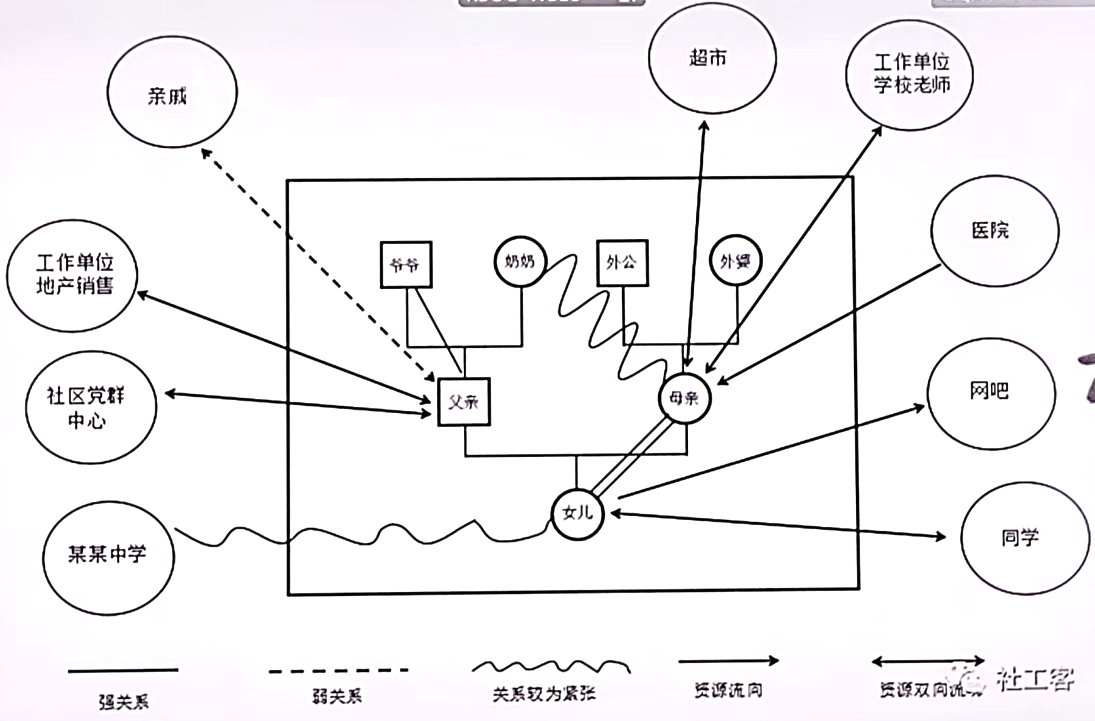 超市
工作单位
学校老师
亲戚
医院
爷爷
奶奶
外公
外婆
工作单位
地产销售
社区党群
中心
父亲
母亲
网吧
女儿
某某中学
同学
强关系
弱关系
关系较为紧张
资源流向
资源双向流动
社工客